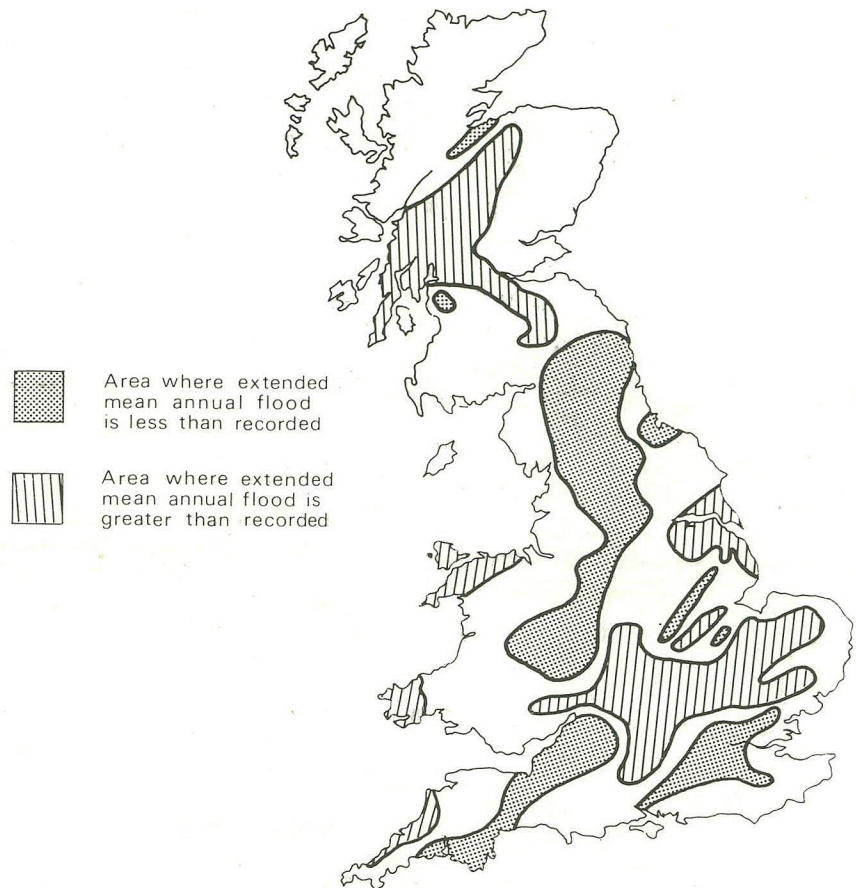 Area where extended
mean annual flood
is less than recorded
Area where extended
mean annual flood is
greater than recorded